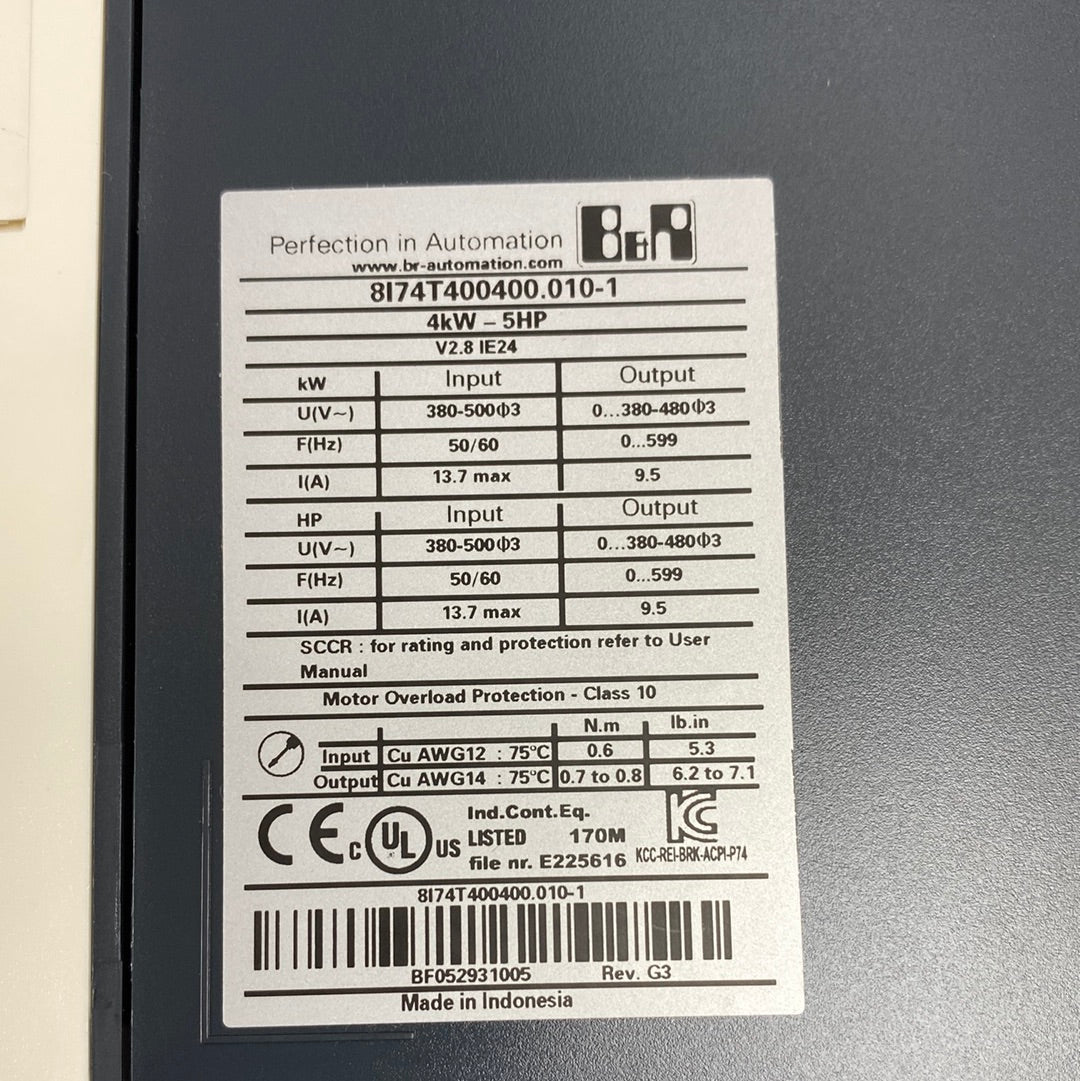 Perfection in Automation B&R
www.br-automation.com
8I74T400400.010-1
4kW – 5HP
V2.8 IE24
kW Input Output
U(V~) 380-500Φ3 0...380-480Φ3
F(Hz) 50/60 0...599
I(A) 13.7 max 9.5
HP Input Output
U(V~) 380-500Φ3 0...380-480Φ3
F(Hz) 50/60 0...599
I(A) 13.7 max 9.5
SCCR : for rating and protection refer to User
Manual
Motor Overload Protection - Class 10
N.m lb.in
Input Cu AWG12 : 75°C 0.6 5.3
Output Cu AWG14 : 75°C 0.7 to 0.8 6.2 to 7.1
CE c UL US
Ind.Cont.Eq.
LISTED 170M
file nr. E225616
KC
KCC-REI-BRK-ACPI-P74
8I74T400400.010-1
BF052931005 Rev. G3
Made in Indonesia